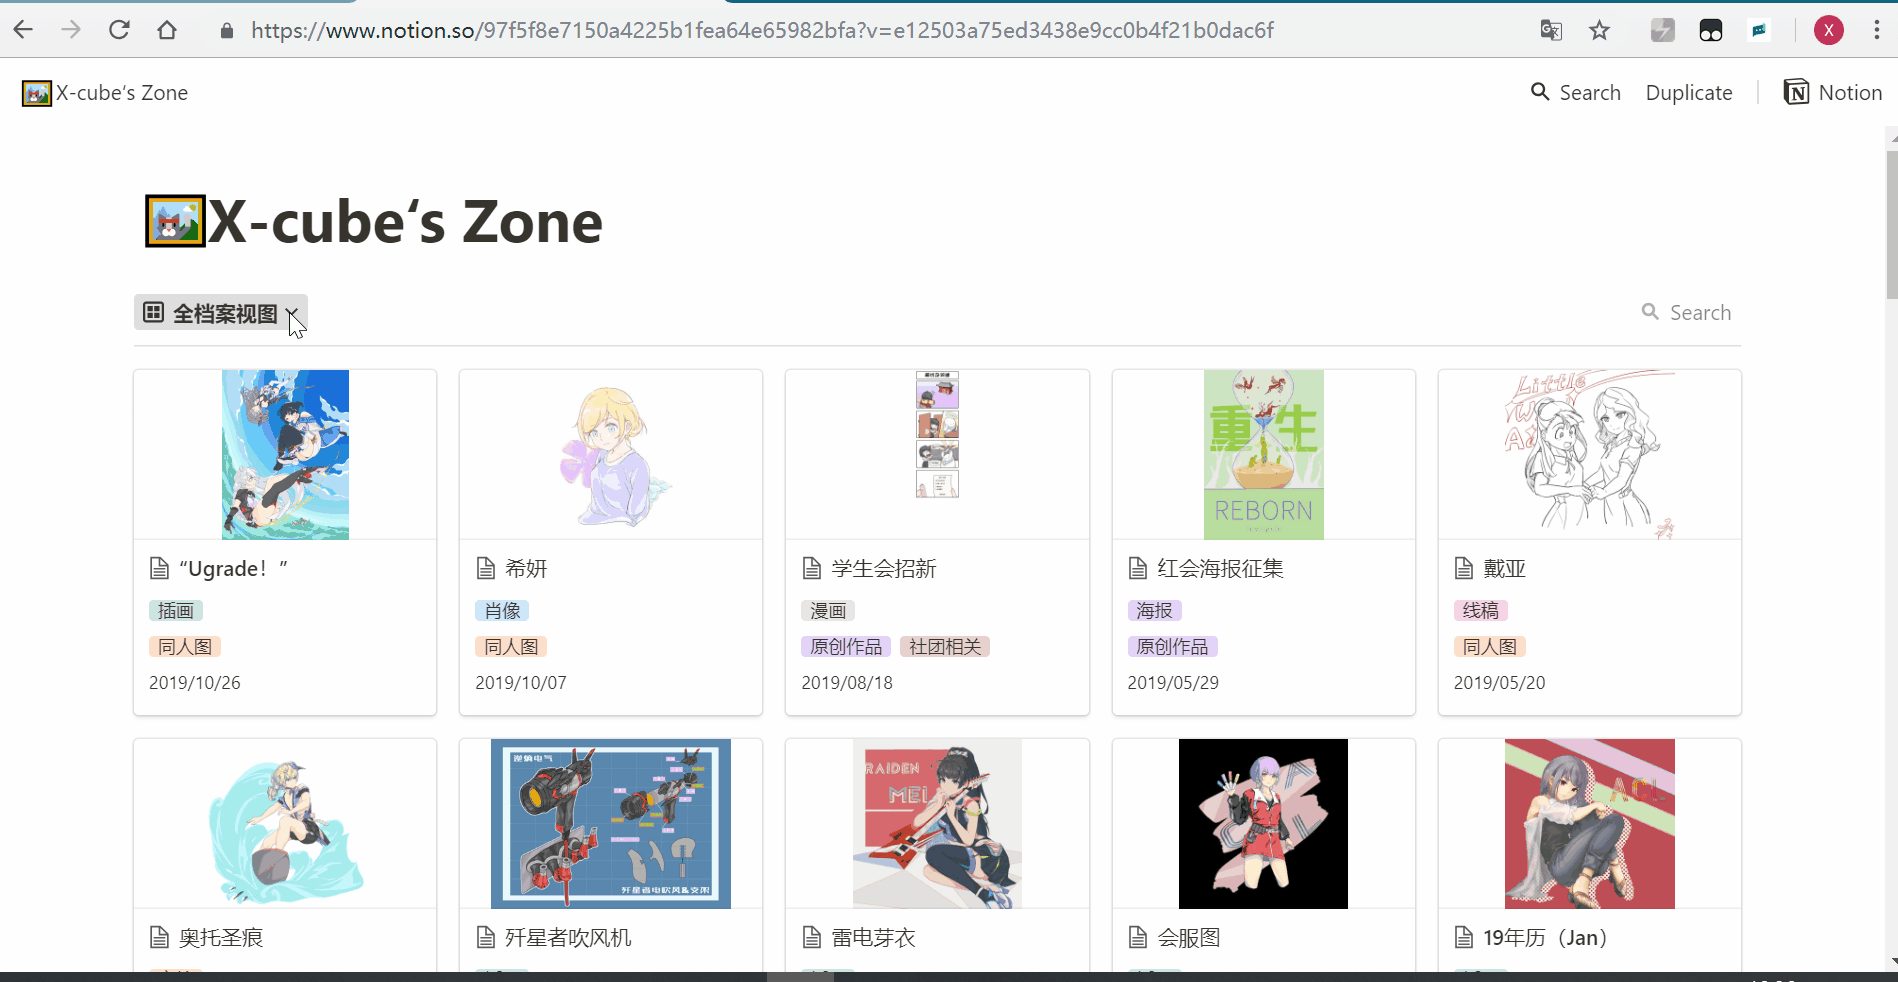 https://www.notion.so/97f5f8e7150a4225b1fea64e65982bfa?v=e12503a75ed3438e9cc0b4f21b0dac6f
X
X-cube‘s Zone
Search
Duplicate
Notion
X-cube‘s Zone
全档案视图
Search
重生
REBORN
Little
“Ugrade！”
希妍
学生会招新
红会海报征集
戴亚
插画
肖像
漫画
海报
线稿
同人图
同人图
原创作品
社团相关
原创作品
同人图
2019/10/26
2019/10/07
2019/08/18
2019/05/29
2019/05/20
歼星者电吹风&支架
RAIDEN
MEI
奥托圣痕
歼星者吹风机
雷电芽衣
会服图
19年历（Jan）